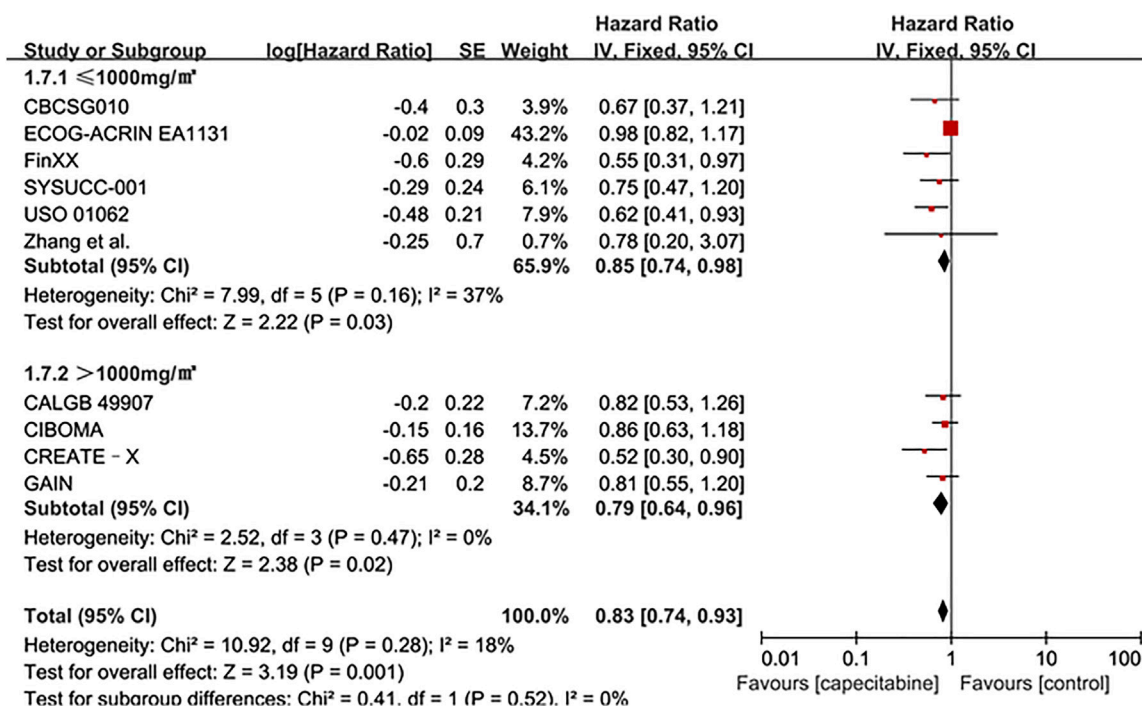 Hazard Ratio Hazard Ratio
Study or Subgroup log[Hazard Ratio] SE Weight IV, Fixed, 95% CI IV, Fixed, 95% CI
1.7.1 ≤1000mg/㎡
CBCSG010 -0.4 0.3 3.9% 0.67 [0.37, 1.21]
ECOG-ACRIN EA1131 -0.02 0.09 43.2% 0.98 [0.82, 1.17]
FinXX -0.6 0.29 4.2% 0.55 [0.31, 0.97]
SYSUCC-001 -0.29 0.24 6.1% 0.75 [0.47, 1.20]
USO 01062 -0.48 0.21 7.9% 0.62 [0.41, 0.93]
Zhang et al. -0.25 0.7 0.7% 0.78 [0.20, 3.07]
Subtotal (95% CI) 65.9% 0.85 [0.74, 0.98]
Heterogeneity: Chi² = 7.99, df = 5 (P = 0.16); I² = 37%
Test for overall effect: Z = 2.22 (P = 0.03)
1.7.2 >1000mg/㎡
CALGB 49907 -0.2 0.22 7.2% 0.82 [0.53, 1.26]
CIBOMA -0.15 0.16 13.7% 0.86 [0.63, 1.18]
CREATE - X -0.65 0.28 4.5% 0.52 [0.30, 0.90]
GAIN -0.21 0.2 8.7% 0.81 [0.55, 1.20]
Subtotal (95% CI) 34.1% 0.79 [0.64, 0.96]
Heterogeneity: Chi² = 2.52, df = 3 (P = 0.47); I² = 0%
Test for overall effect: Z = 2.38 (P = 0.02)
Total (95% CI) 100.0% 0.83 [0.74, 0.93]
Heterogeneity: Chi² = 10.92, df = 9 (P = 0.28); I² = 18%
Test for overall effect: Z = 3.19 (P = 0.001)
Test for subgroup differences: Chi² = 0.41, df = 1 (P = 0.52), I² = 0%
0.01 0.1 1 10 100
Favours [capecitabine] Favours [control]